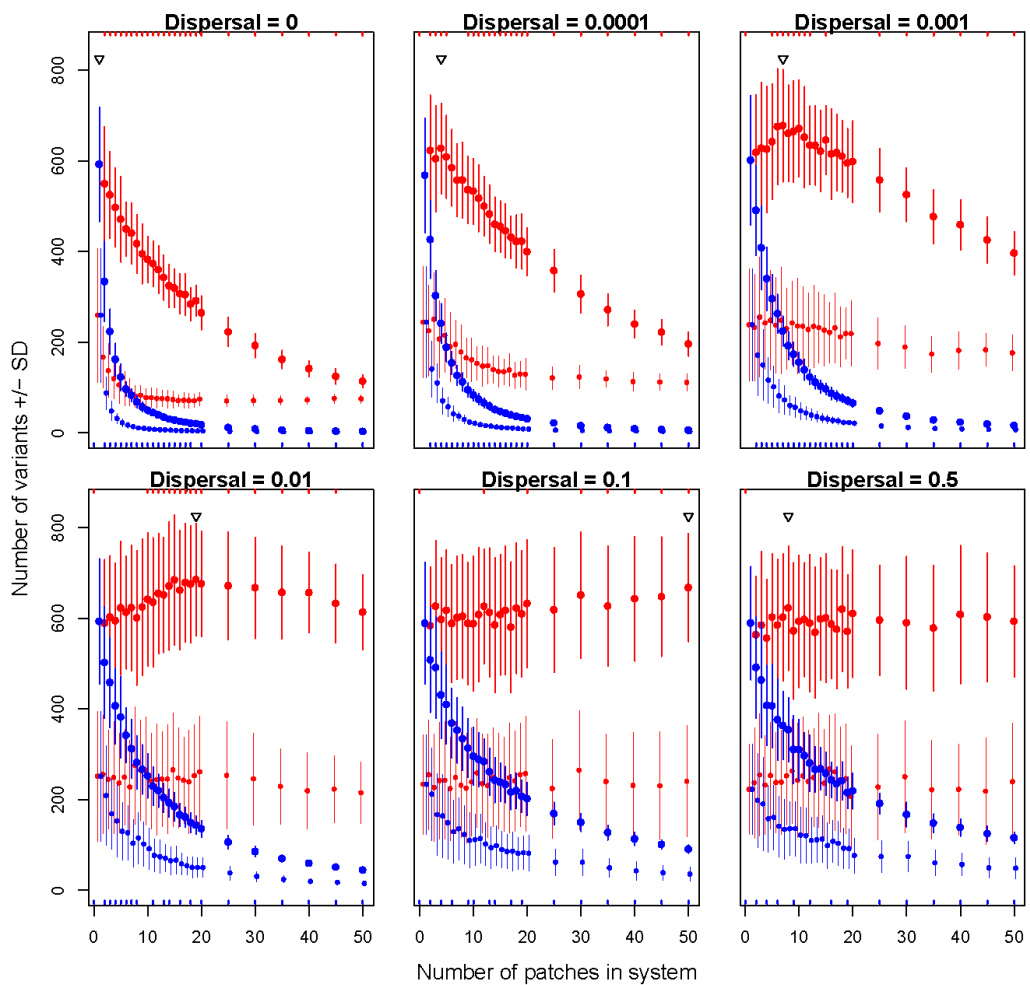 Dispersal = 0
Dispersal = 0.0001
Dispersal = 0.001
800
600
400
200
0
Number of variants +/− SD
Dispersal = 0.01
Dispersal = 0.1
Dispersal = 0.5
800
600
400
200
0
0 10 20 30 40 50
0 10 20 30 40 50
0 10 20 30 40 50
Number of patches in system